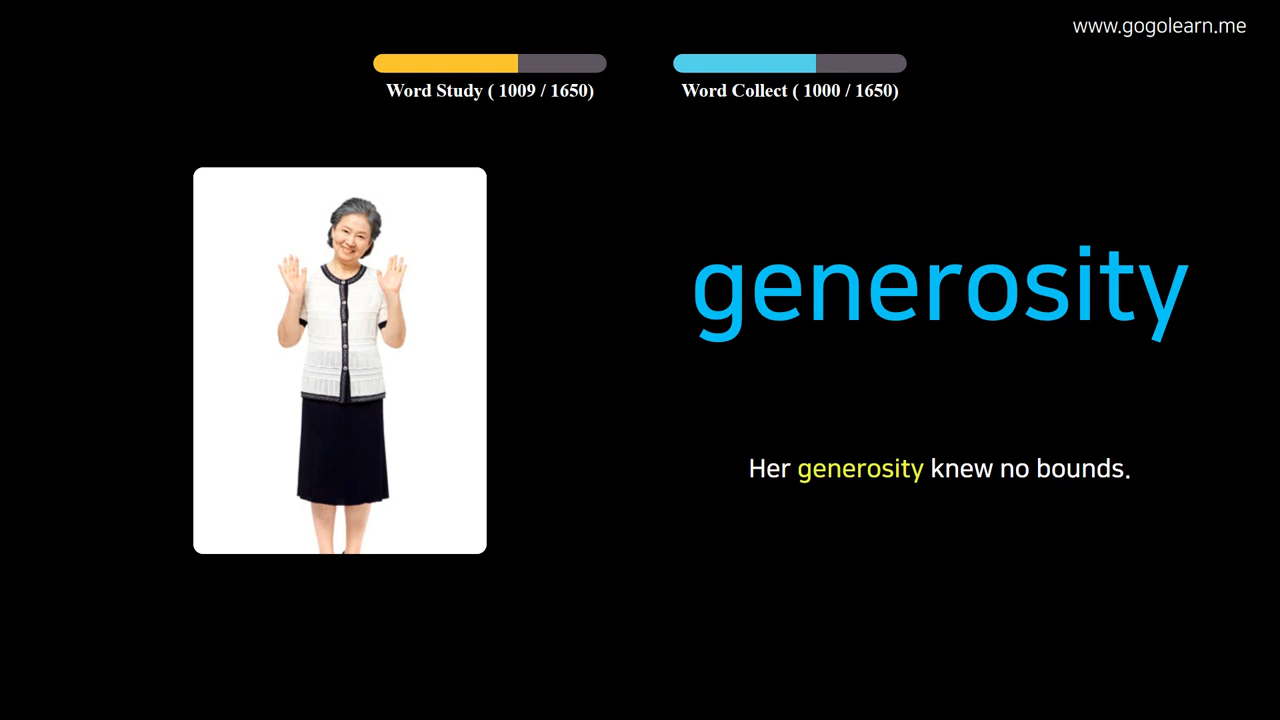 www.gogolearn.me
Word Study ( 1009 / 1650)
Word Collect ( 1000 / 1650)
generosity
Her generosity knew no bounds.